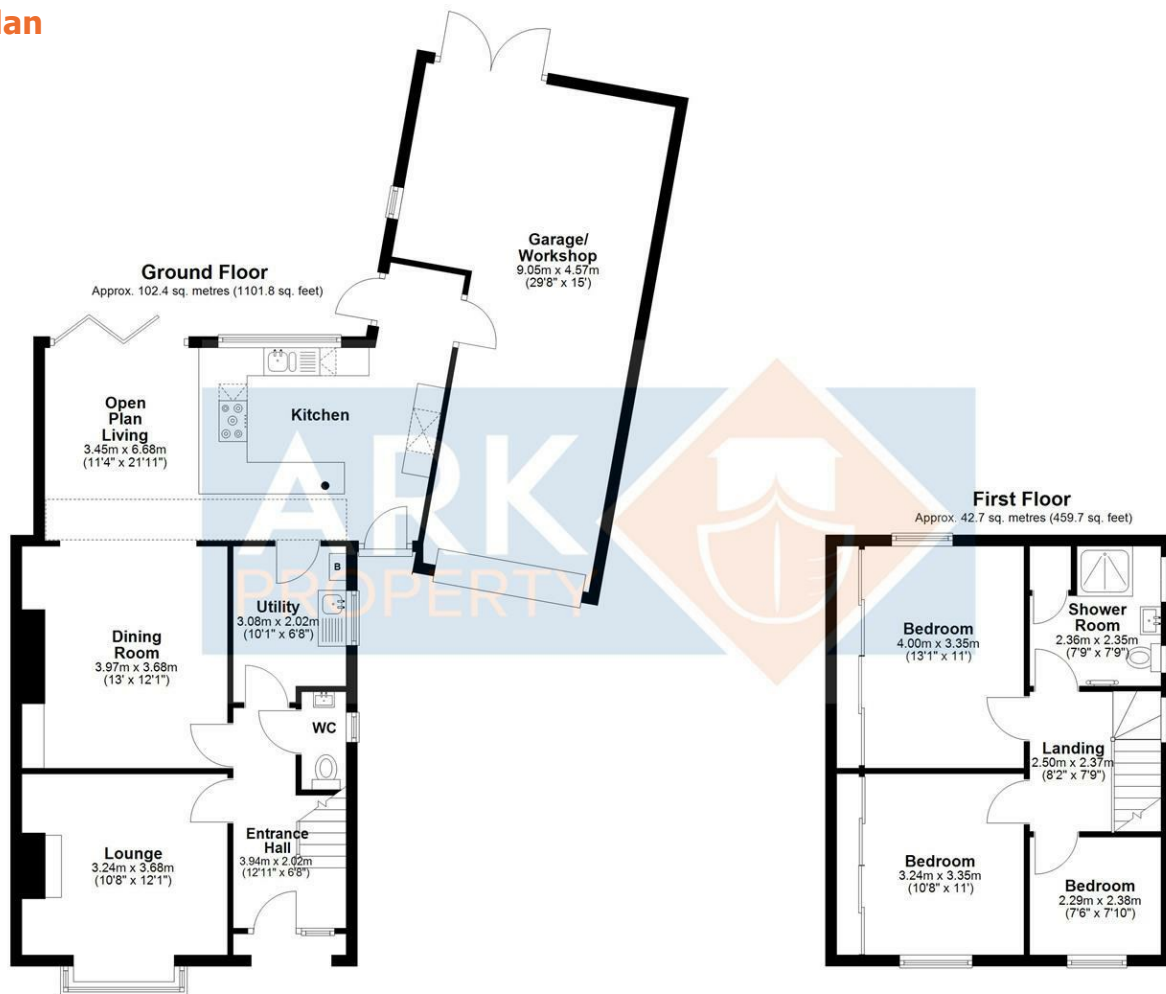 lan
Ground Floor
Approx. 102.4 sq. metres (1101.8 sq. feet)
Garage/
Workshop
9.05m x 4.57m
(29'8" x 15')
Open
Plan
Living
3.45m x 6.68m
(11'4" x 21'11")
Kitchen
ARK
PROPERTY
B
Utility
3.08m x 2.02m
(10'1" x 6'8")
Dining
Room
3.97m x 3.68m
(13' x 12'1")
WC
Lounge
3.24m x 3.68m
(10'8" x 12'1")
Entrance
Hall
3.94m x 2.02m
(12'11" x 6'8")
First Floor
Approx. 42.7 sq. metres (459.7 sq. feet)
Bedroom
4.00m x 3.35m
(13'1" x 11')
Shower
Room
2.36m x 2.35m
(7'9" x 7'9")
Landing
2.50m x 2.37m
(8'2" x 7'9")
Bedroom
3.24m x 3.35m
(10'8" x 11')
Bedroom
2.29m x 2.38m
(7'6" x 7'10")